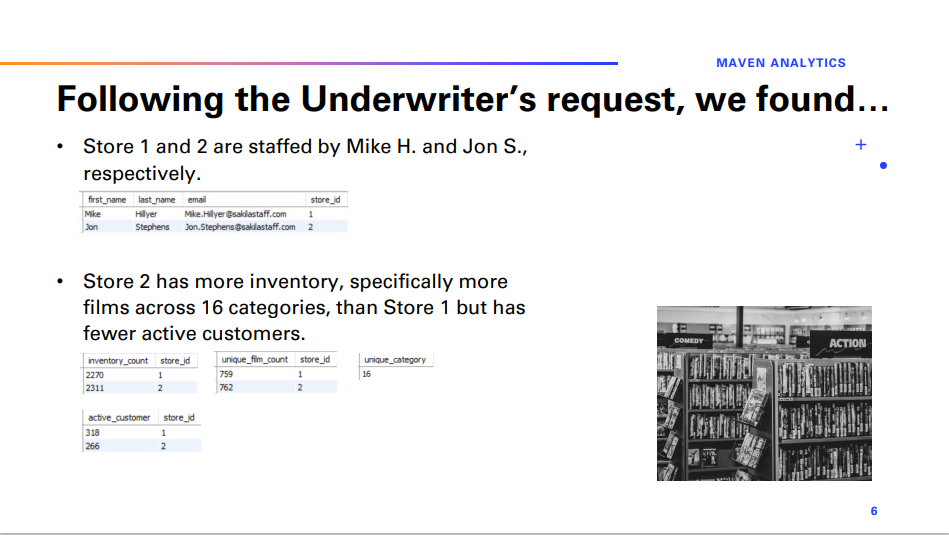 MAVEN ANALYTICS
Following the Underwriter’s request, we found…
• Store 1 and 2 are staffed by Mike H. and Jon S.,
respectively.
first_name last_name email store_id
Mike Hillyer Mike.Hillyer@sakilastaff.com 1
Jon Stephens Jon.Stephens@sakilastaff.com 2
• Store 2 has more inventory, specifically more
films across 16 categories, than Store 1 but has
fewer active customers.
inventory_count store_id
2270 1
2311 2
unique_film_count store_id
759 1
762 2
unique_category
16
active_customer store_id
318 1
266 2
COMEDY
ACTION
6